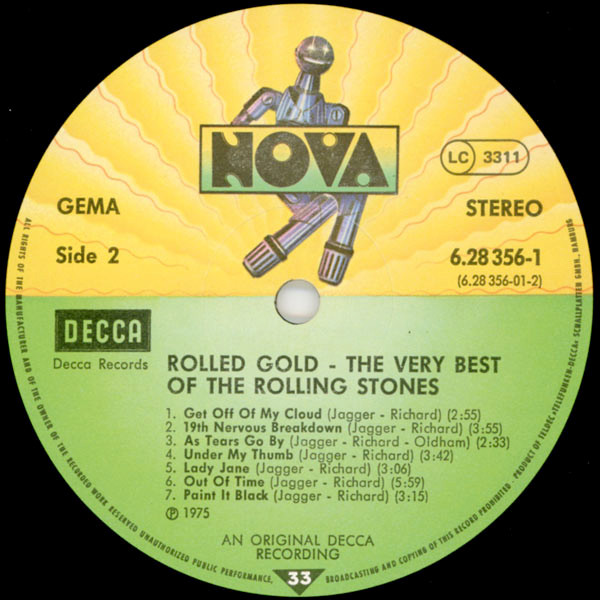 NOVA
LC 3311
GEMA
STEREO
Side 2
6.28 356-1
(6.28 356-01-2)
DECCA
Decca Records
ROLLED GOLD - THE VERY BEST
OF THE ROLLING STONES
1. Get Off Of My Cloud (Jagger - Richard) (2:55)
2. 19th Nervous Breakdown (Jagger - Richard) (3:55)
3. As Tears Go By (Jagger - Richard - Oldham) (2:33)
4. Under My Thumb (Jagger - Richard) (3:42)
5. Lady Jane (Jagger - Richard) (3:06)
6. Out Of Time (Jagger - Richard) (5:59)
7. Paint It Black (Jagger - Richard) (3:15)
℗ 1975
AN ORIGINAL DECCA
RECORDING
33
ALL RIGHTS OF THE MANUFACTURER AND OF THE OWNER OF THE RECORDED WORK RESERVED UNAUTHORIZED PUBLIC PERFORMANCE, BROADCASTING AND COPYING OF THIS RECORD PROHIBITED · PRODUCT OF TELDEC »TELEFUNKEN-DECCA« SCHALLPLATTEN GMBH., HAMBURG